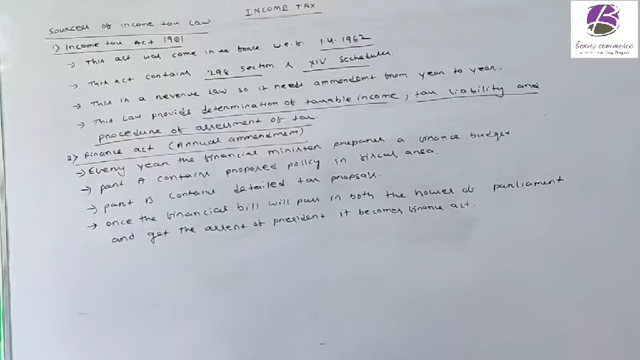 INCOME TAX
Sources of income tax law
1) Income tax Act 1961
→ This act was come in to force w.e.f. 1.4.1962
→ This act contains 298 section & XIV Scchedules.
→ This is a revenue law so it needs ammendent from year to year.
→ This law provides determination of taxable income, tax liability and
procedure of assesment of tax
2) Finance act (Annual ammendment)
→ Every year the financial minister prepares a finance budget
→ part A contains proposed policy in fiscal area.
→ part B contains detailed tax propsals.
→ once the financial bill will pass in both the houses of parliament
and get the assent of president it becomes finance act.
B